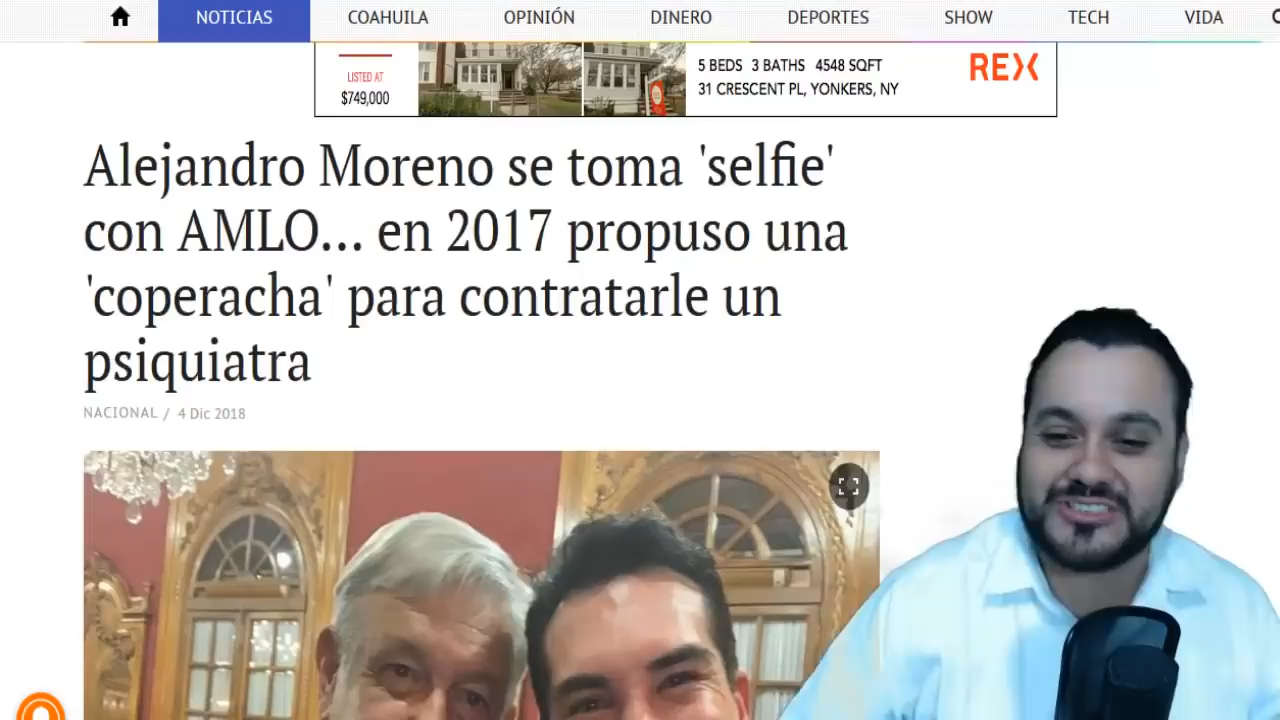 NOTICIAS COAHUILA OPINIÓN DINERO DEPORTES SHOW TECH VIDA
LISTED AT
$749,000
5 BEDS 3 BATHS 4548 SQFT
31 CRESCENT PL, YONKERS, NY
REX
Alejandro Moreno se toma 'selfie'
con AMLO... en 2017 propuso una
'coperacha' para contratarle un
psiquiatra
NACIONAL / 4 Dic 2018